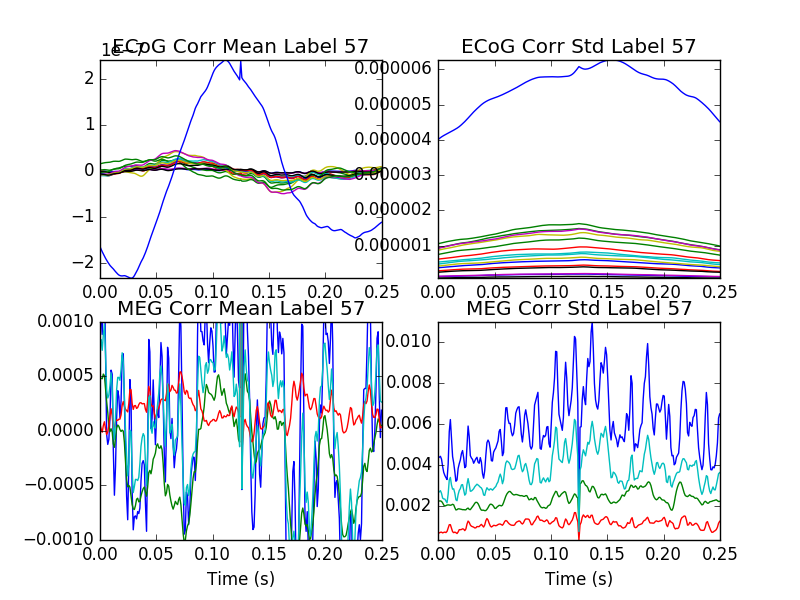 ECoG Corr Mean Label 57
1e−7
2
1
0
−1
−2
0.00 0.05 0.10 0.15 0.20 0.25
ECoG Corr Std Label 57
0.000006
0.000005
0.000004
0.000003
0.000002
0.000001
0.00 0.05 0.10 0.15 0.20 0.25
MEG Corr Mean Label 57
0.0010
0.0005
0.0000
−0.0005
−0.0010
0.00 0.05 0.10 0.15 0.20 0.25
Time (s)
MEG Corr Std Label 57
0.010
0.008
0.006
0.004
0.002
0.00 0.05 0.10 0.15 0.20 0.25
Time (s)